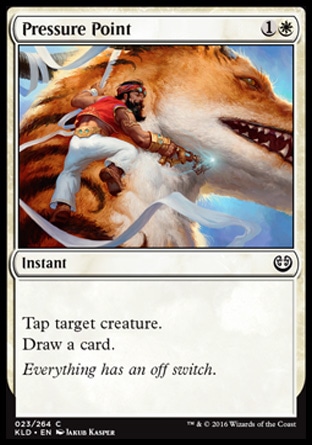 Pressure Point 1
Instant
Tap target creature.
Draw a card.
Everything has an off switch.
023/264 C
KLD • EN Jakub Kasper ™ & © 2016 Wizards of the Coast